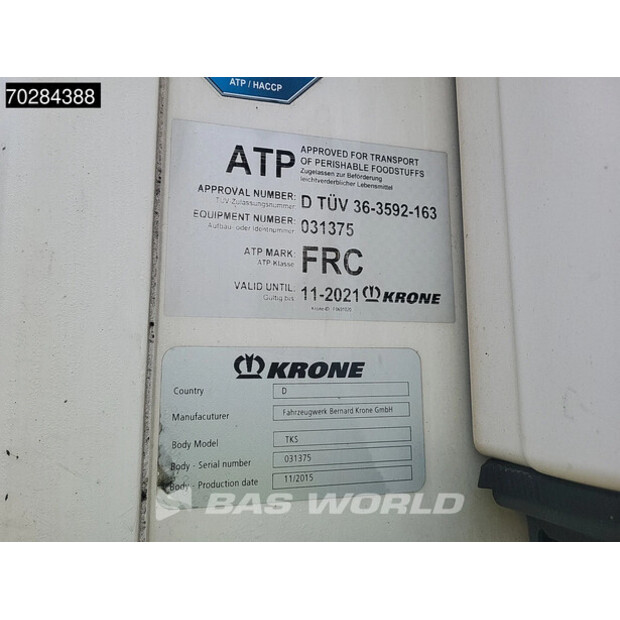 70284388
ATP / HACCP
ATP APPROVED FOR TRANSPORT
OF PERISHABLE FOODSTUFFS
Zugelassen zur Beförderung
leichtverderblicher Lebensmittel
APPROVAL NUMBER: D TÜV 36-3592-163
TÜV-Zulassungsnummer
EQUIPMENT NUMBER: 031375
Aufbau- oder Identnummer
ATP MARK: FRC
ATP-Klasse
VALID UNTIL: 11-2021 KRONE
Gültig bis
KRONE
Country D
Manufacturer Fahrzeugwerk Bernard Krone GmbH
Body Model TKS
Body - Serial number 031375
Body - Production date 11/2015
BAS WORLD